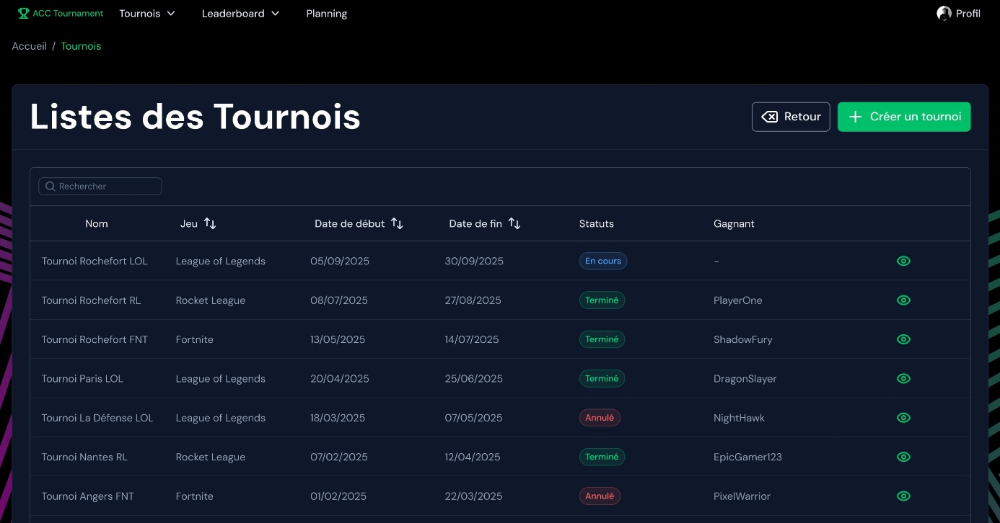 ACC Tournament Tournois Leaderboard Planning Profil
Accueil / Tournois
Listes des Tournois Retour Créer un tournoi
Rechercher
Nom Jeu Date de début Date de fin Statuts Gagnant
Tournoi Rochefort LOL League of Legends 05/09/2025 30/09/2025 En cours -
Tournoi Rochefort RL Rocket League 08/07/2025 27/08/2025 Terminé PlayerOne
Tournoi Rochefort FNT Fortnite 13/05/2025 14/07/2025 Terminé ShadowFury
Tournoi Paris LOL League of Legends 20/04/2025 25/06/2025 Terminé DragonSlayer
Tournoi La Défense LOL League of Legends 18/03/2025 07/05/2025 Annulé NightHawk
Tournoi Nantes RL Rocket League 07/02/2025 12/04/2025 Terminé EpicGamer123
Tournoi Angers FNT Fortnite 01/02/2025 22/03/2025 Annulé PixelWarrior